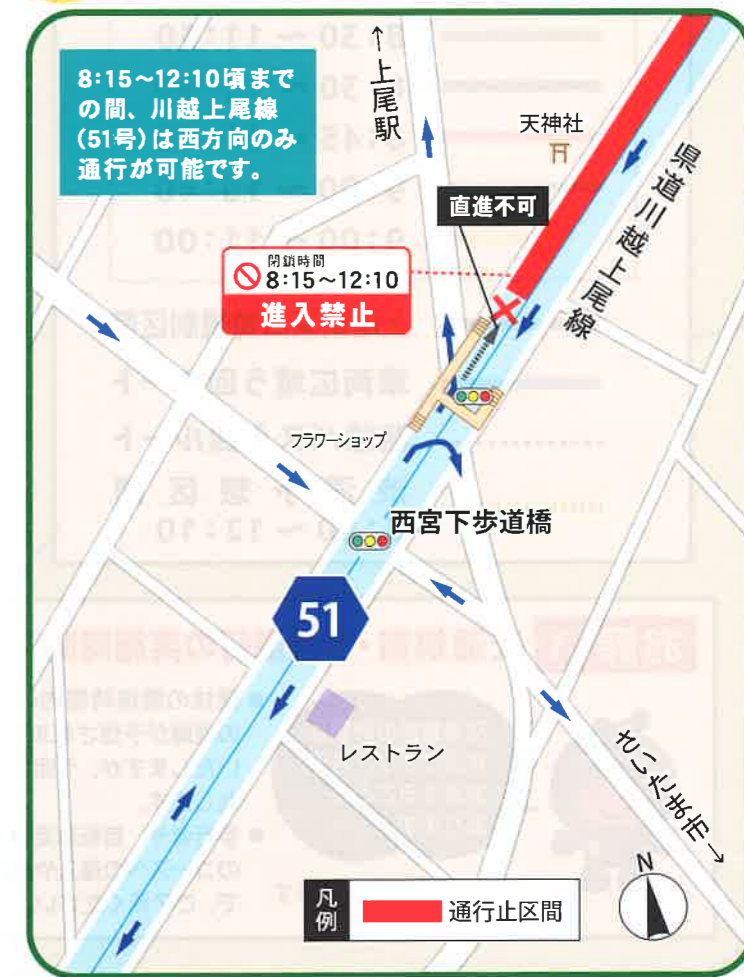 ↑上尾駅
8:15～12:10頃まで
の間、川越上尾線
(51号)は西方向のみ
通行が可能です。
天神社
県道川越上尾線
直進不可
閉鎖時間
8:15～12:10
進入禁止
フラワーショップ
西宮下歩道橋
51
レストラン
さいたま市→
凡例
通行止区間
N